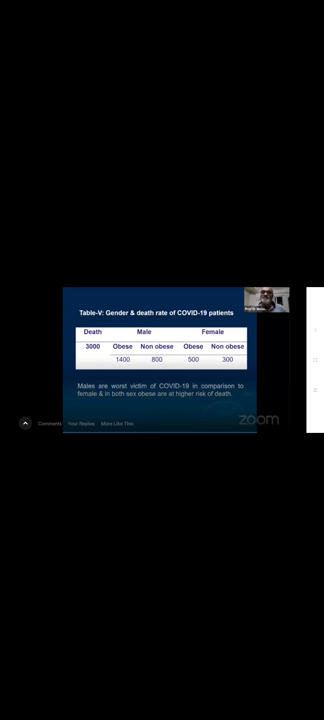 Table-V: Gender & death rate of COVID-19 patients
Death Male Female
3000 Obese Non obese Obese Non obese
1400 800 500 300
Males are worst victim of COVID-19 in comparison to
female & in both sex obese are at higher risk of death.
zoom
Comments Your Replies More Like This